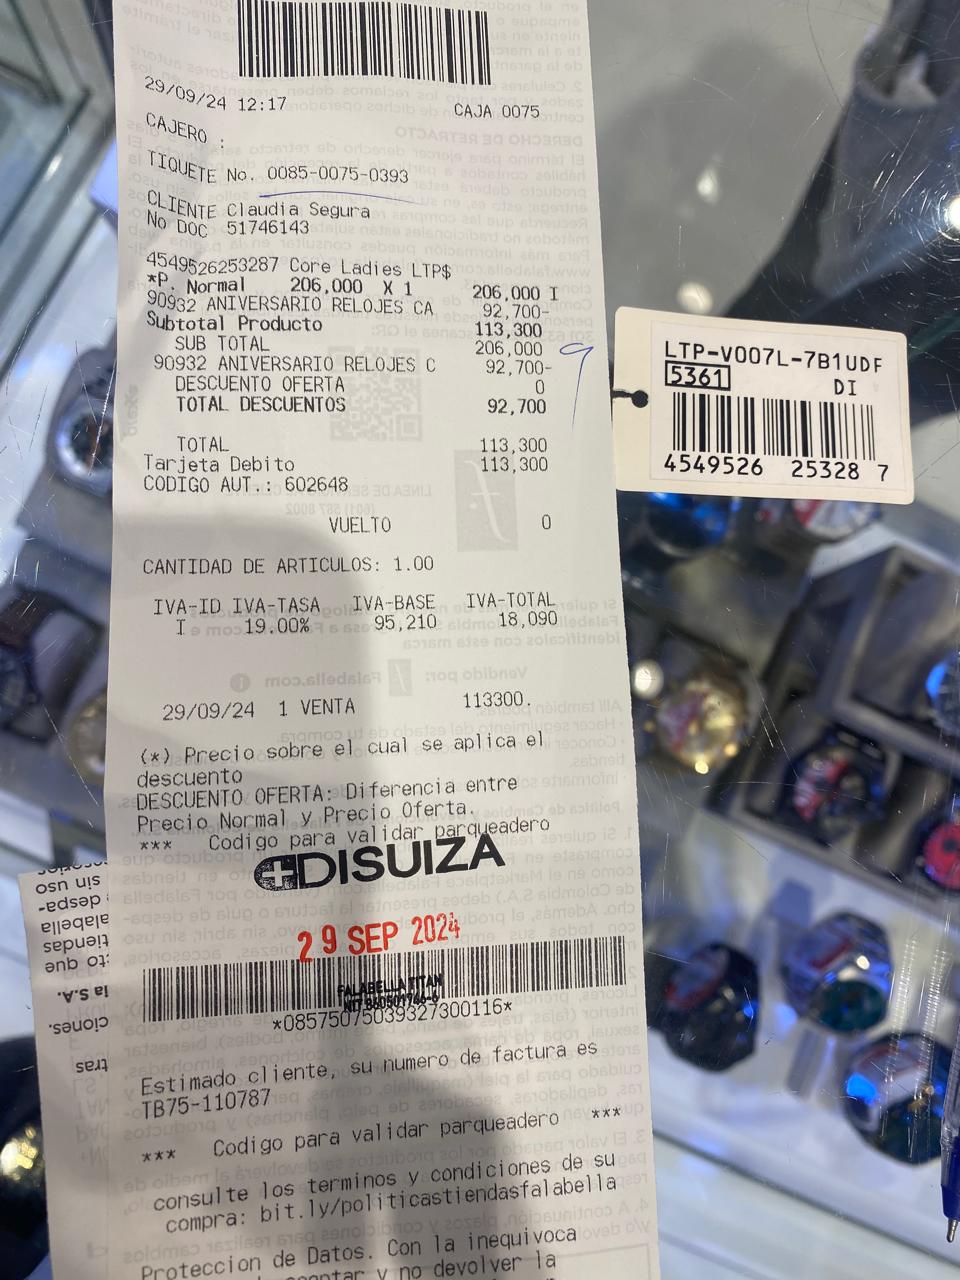 29/09/24 12:17 CAJA 0075
CAJERO :
TIQUETE No. 0085-0075-0393
CLIENTE Claudia Segura
No DOC 51746143
4549526253287 Core Ladies LTP$
*P. Normal 206,000 X 1 206,000 I
90932 ANIVERSARIO RELOJES CA 92,700-
Subtotal Producto 113,300
SUB TOTAL 206,000
90932 ANIVERSARIO RELOJES C 92,700-
DESCUENTO OFERTA 0
TOTAL DESCUENTOS 92,700
TOTAL 113,300
Tarjeta Debito 113,300
CODIGO AUT.: 602648
VUELTO 0
CANTIDAD DE ARTICULOS: 1.00
IVA-ID IVA-TASA IVA-BASE IVA-TOTAL
I 19.00% 95,210 18,090
29/09/24 1 VENTA 113300.
(*) Precio sobre el cual se aplica el
descuento
DESCUENTO OFERTA: Diferencia entre
Precio Normal y Precio Oferta.
*** Codigo para validar parqueadero
DISUIZA
29 SEP 2024
FALABELLA TITAN
*08575075039327300116*
Estimado cliente, su numero de factura es
TB75-110787
*** Codigo para validar parqueadero ***
consulte los terminos y condiciones de su
compra: bit.ly/politicastiendasfalabella
Proteccion de Datos. Con la inequivoca
y no devolver la
LTP-V007L-7B1UDF
5361 DI
4549526 25328 7